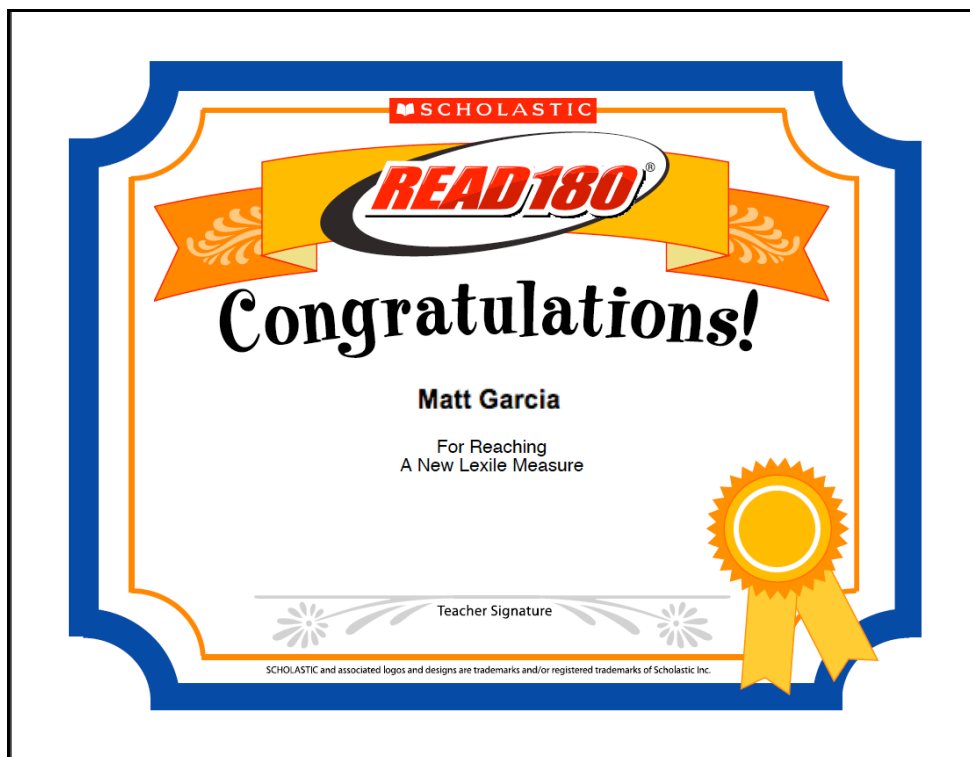 SCHOLASTIC
READ 180®
Congratulations!
Matt Garcia
For Reaching
A New Lexile Measure
Teacher Signature
SCHOLASTIC and associated logos and designs are trademarks and/or registered trademarks of Scholastic Inc.